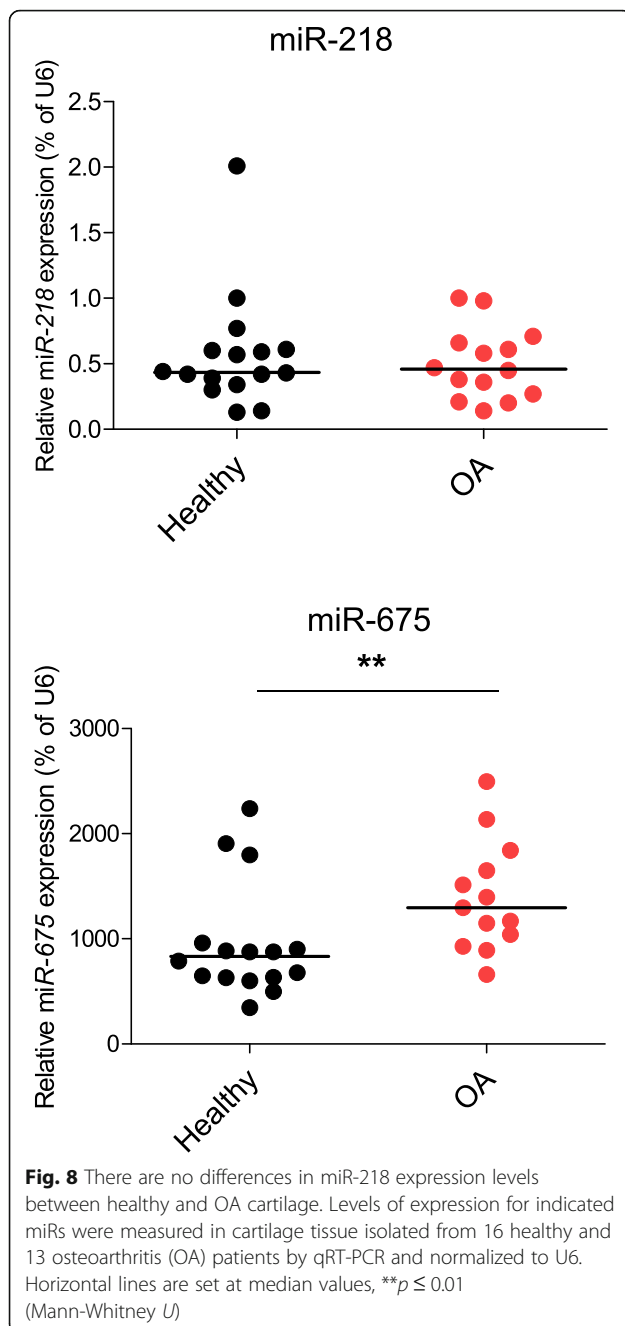 miR-218
Relative miR-218 expression (% of U6)
2.5
2.0
1.5
1.0
0.5
0.0
Healthy
OA
miR-675
**
Relative miR-675 expression (% of U6)
3000
2000
1000
0
Healthy
OA
Fig. 8 There are no differences in miR-218 expression levels
between healthy and OA cartilage. Levels of expression for indicated
miRs were measured in cartilage tissue isolated from 16 healthy and
13 osteoarthritis (OA) patients by qRT-PCR and normalized to U6.
Horizontal lines are set at median values, **p ≤ 0.01
(Mann-Whitney U)